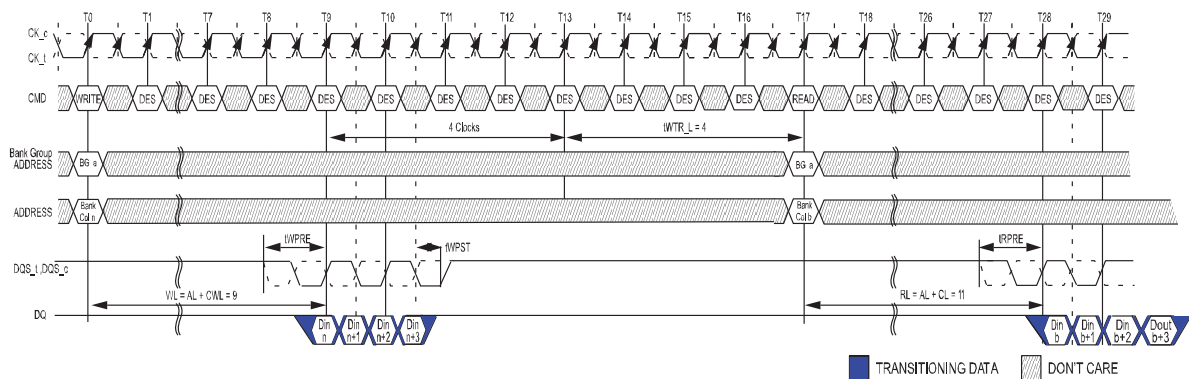 T0 T1 T7 T8 T9 T10 T11 T12 T13 T14 T15 T16 T17 T18 T26 T27 T28 T29
CK_c
CK_t
CMD WRITE DES DES DES DES DES DES DES DES DES DES DES READ DES DES DES DES DES
4 Clocks tWTR_L = 4
Bank Group
ADDRESS BG a BG a
ADDRESS Bank Col n Bank Col b
tWPRE tWPST tRPRE
DQS_t ,DQS_c
WL = AL + CWL = 9 RL = AL + CL = 11
DQ Din n Din n+1 Din n+2 Din n+3 Din b Din b+1 Din b+2 Dout b+3
TRANSITIONING DATA DON'T CARE